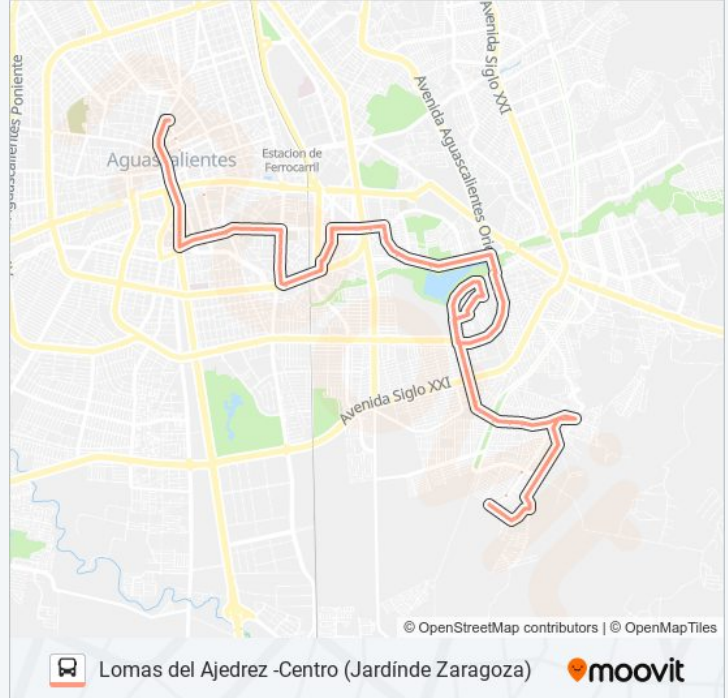 Aguascalientes Poniente
Avenida Siglo XXI
Avenida Aguascalientes Orie
Estacion de
Ferrocarril
Aguascalientes
Avenida Siglo XXI
© OpenStreetMap contributors | © OpenMapTiles
Lomas del Ajedrez -Centro (Jardínde Zaragoza)
moovit